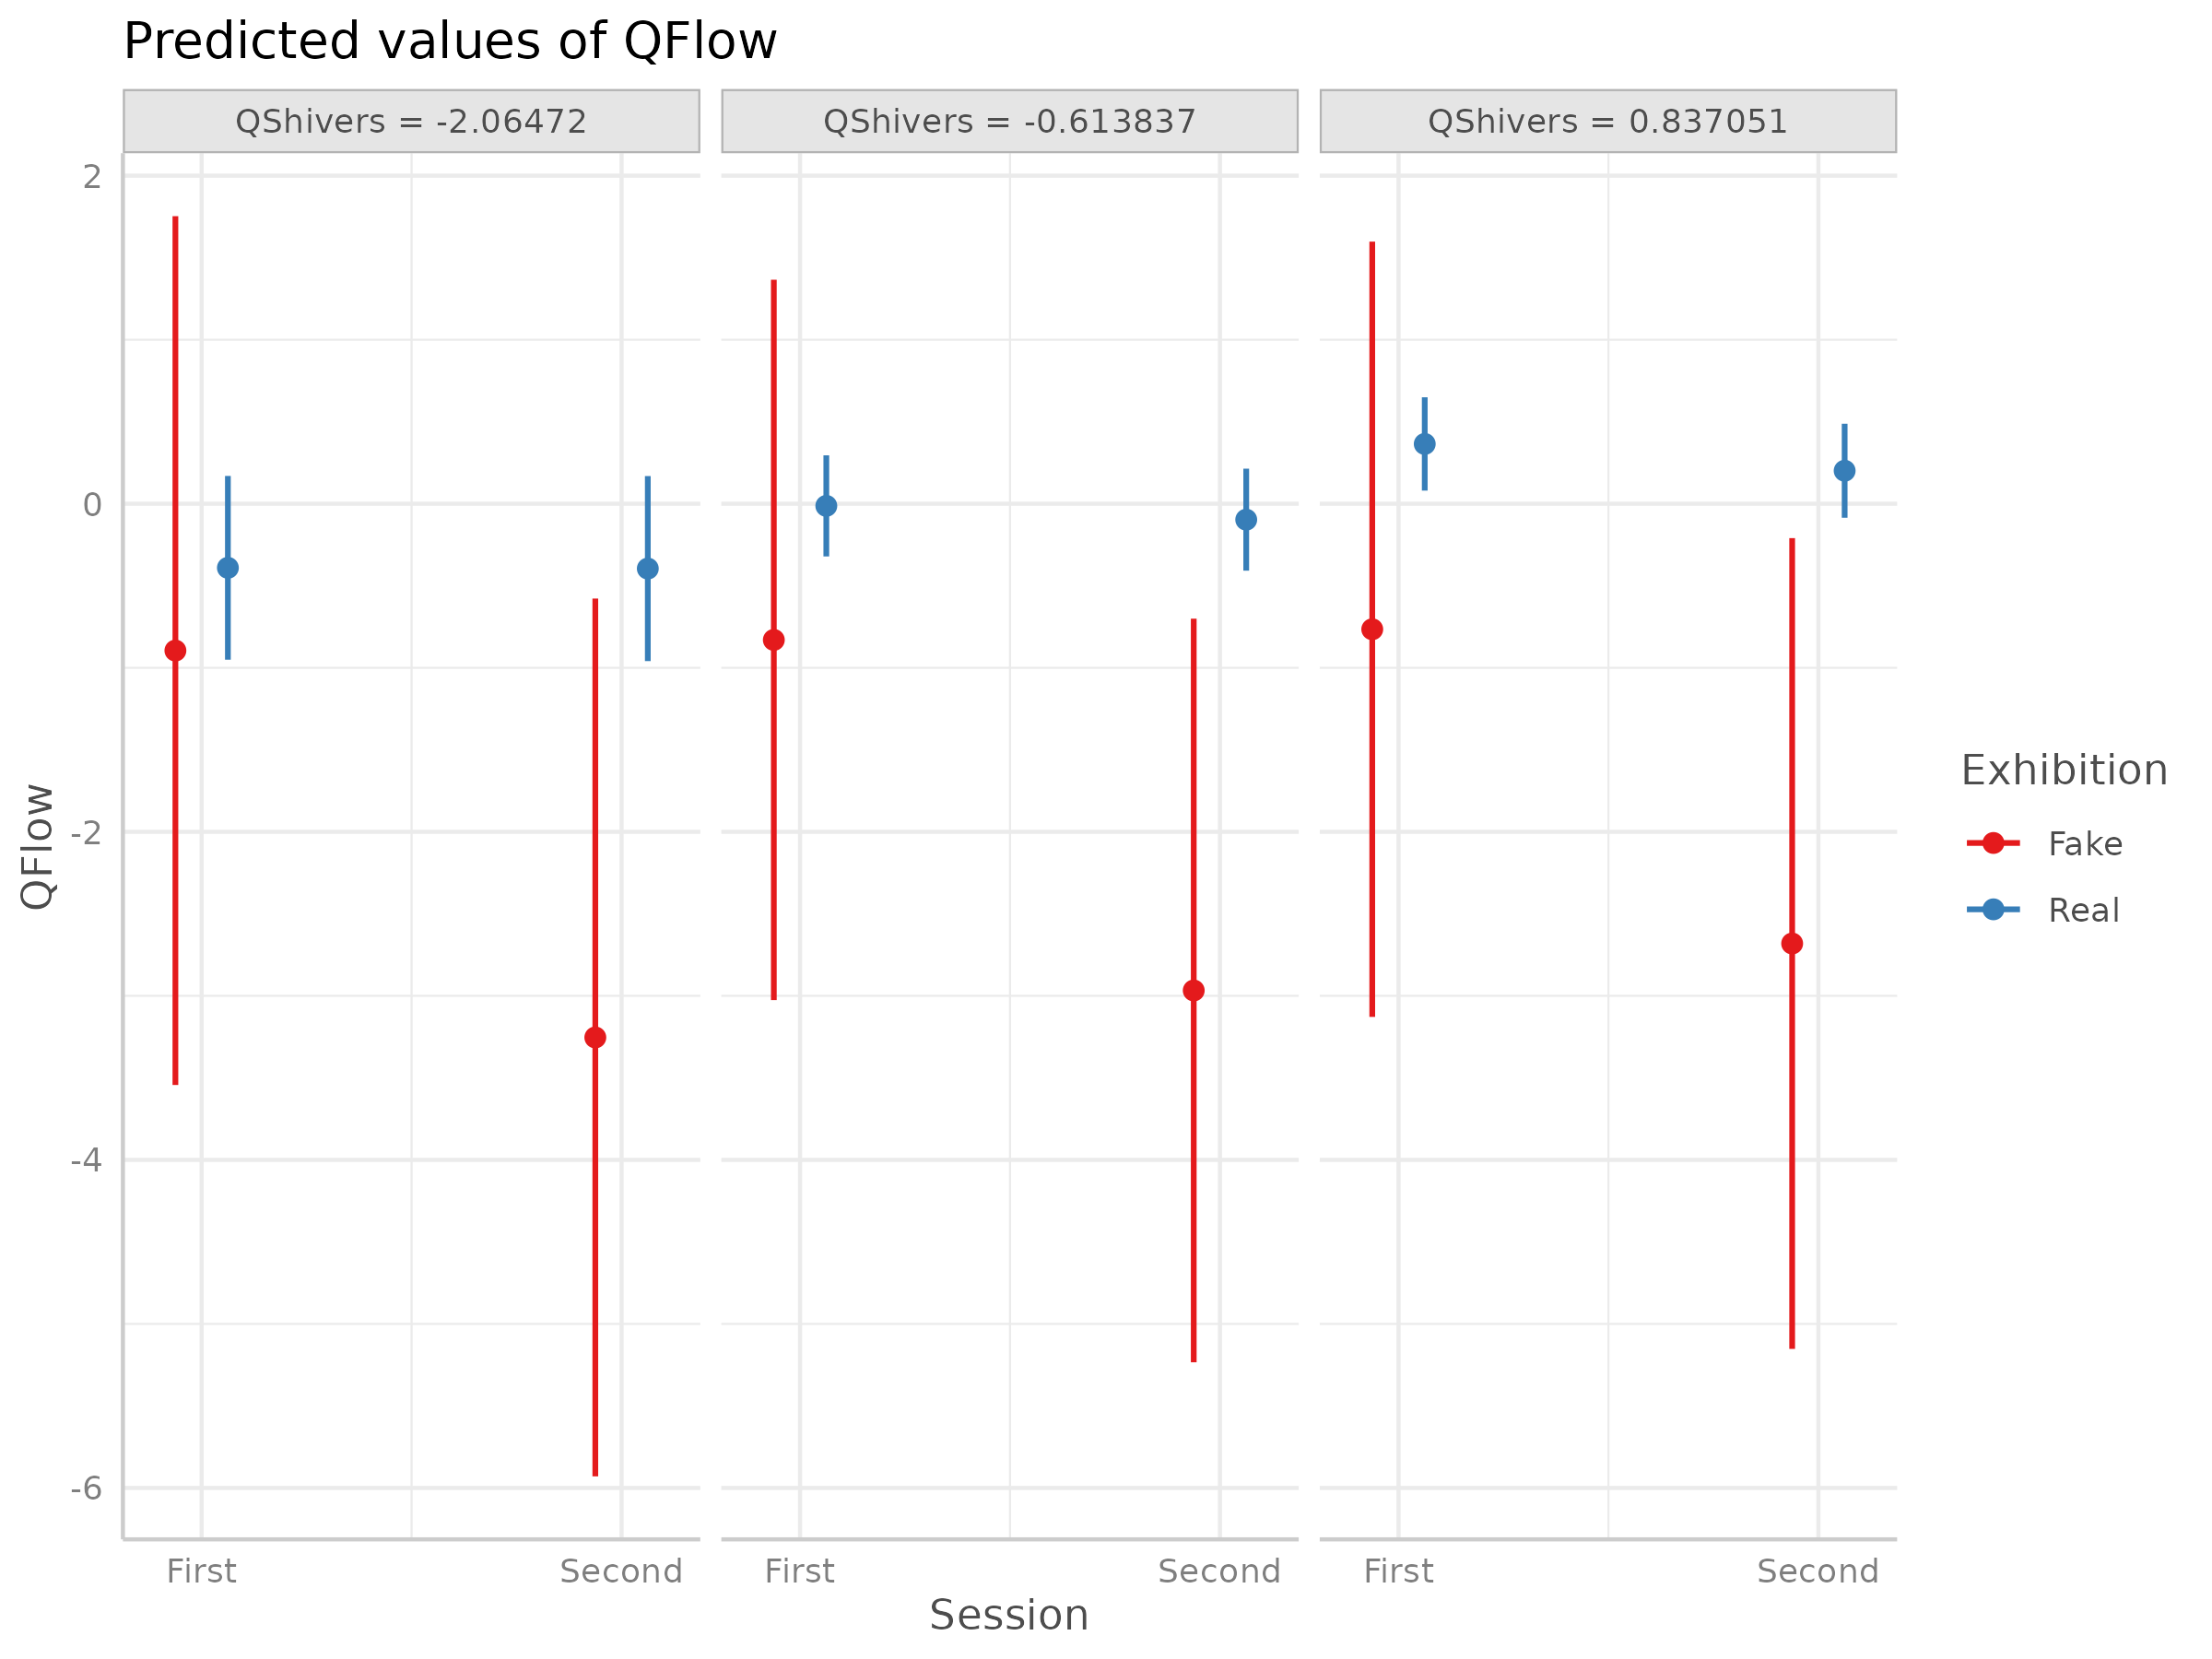 Predicted values of QFlow
QShivers = -2.06472
QShivers = -0.613837
QShivers = 0.837051
2
0
-2
-4
-6
QFlow
First
Second
First
Second
First
Second
Session
Exhibition
Fake
Real